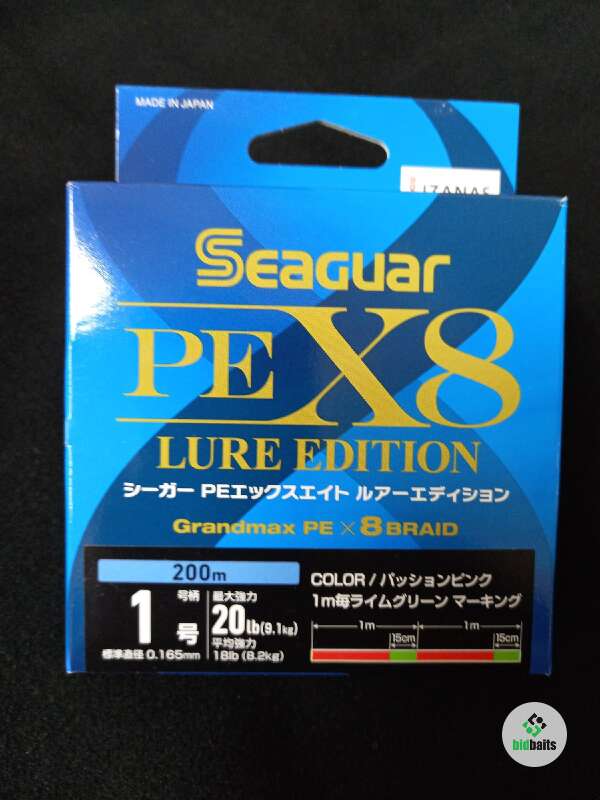 MADE IN JAPAN
IZANAS
Seaguar
PE X8
LURE EDITION
シーガー PEエックスエイト ルアーエディション
Grandmax PE × 8 BRAID
200m
1号
号柄
標準直径 0.165mm
最大強力
20lb(9.1kg)
平均強力
18lb (8.2kg)
COLOR / パッションピンク
1m毎ライムグリーン マーキング
1m 1m
15cm 15cm
bidbaits